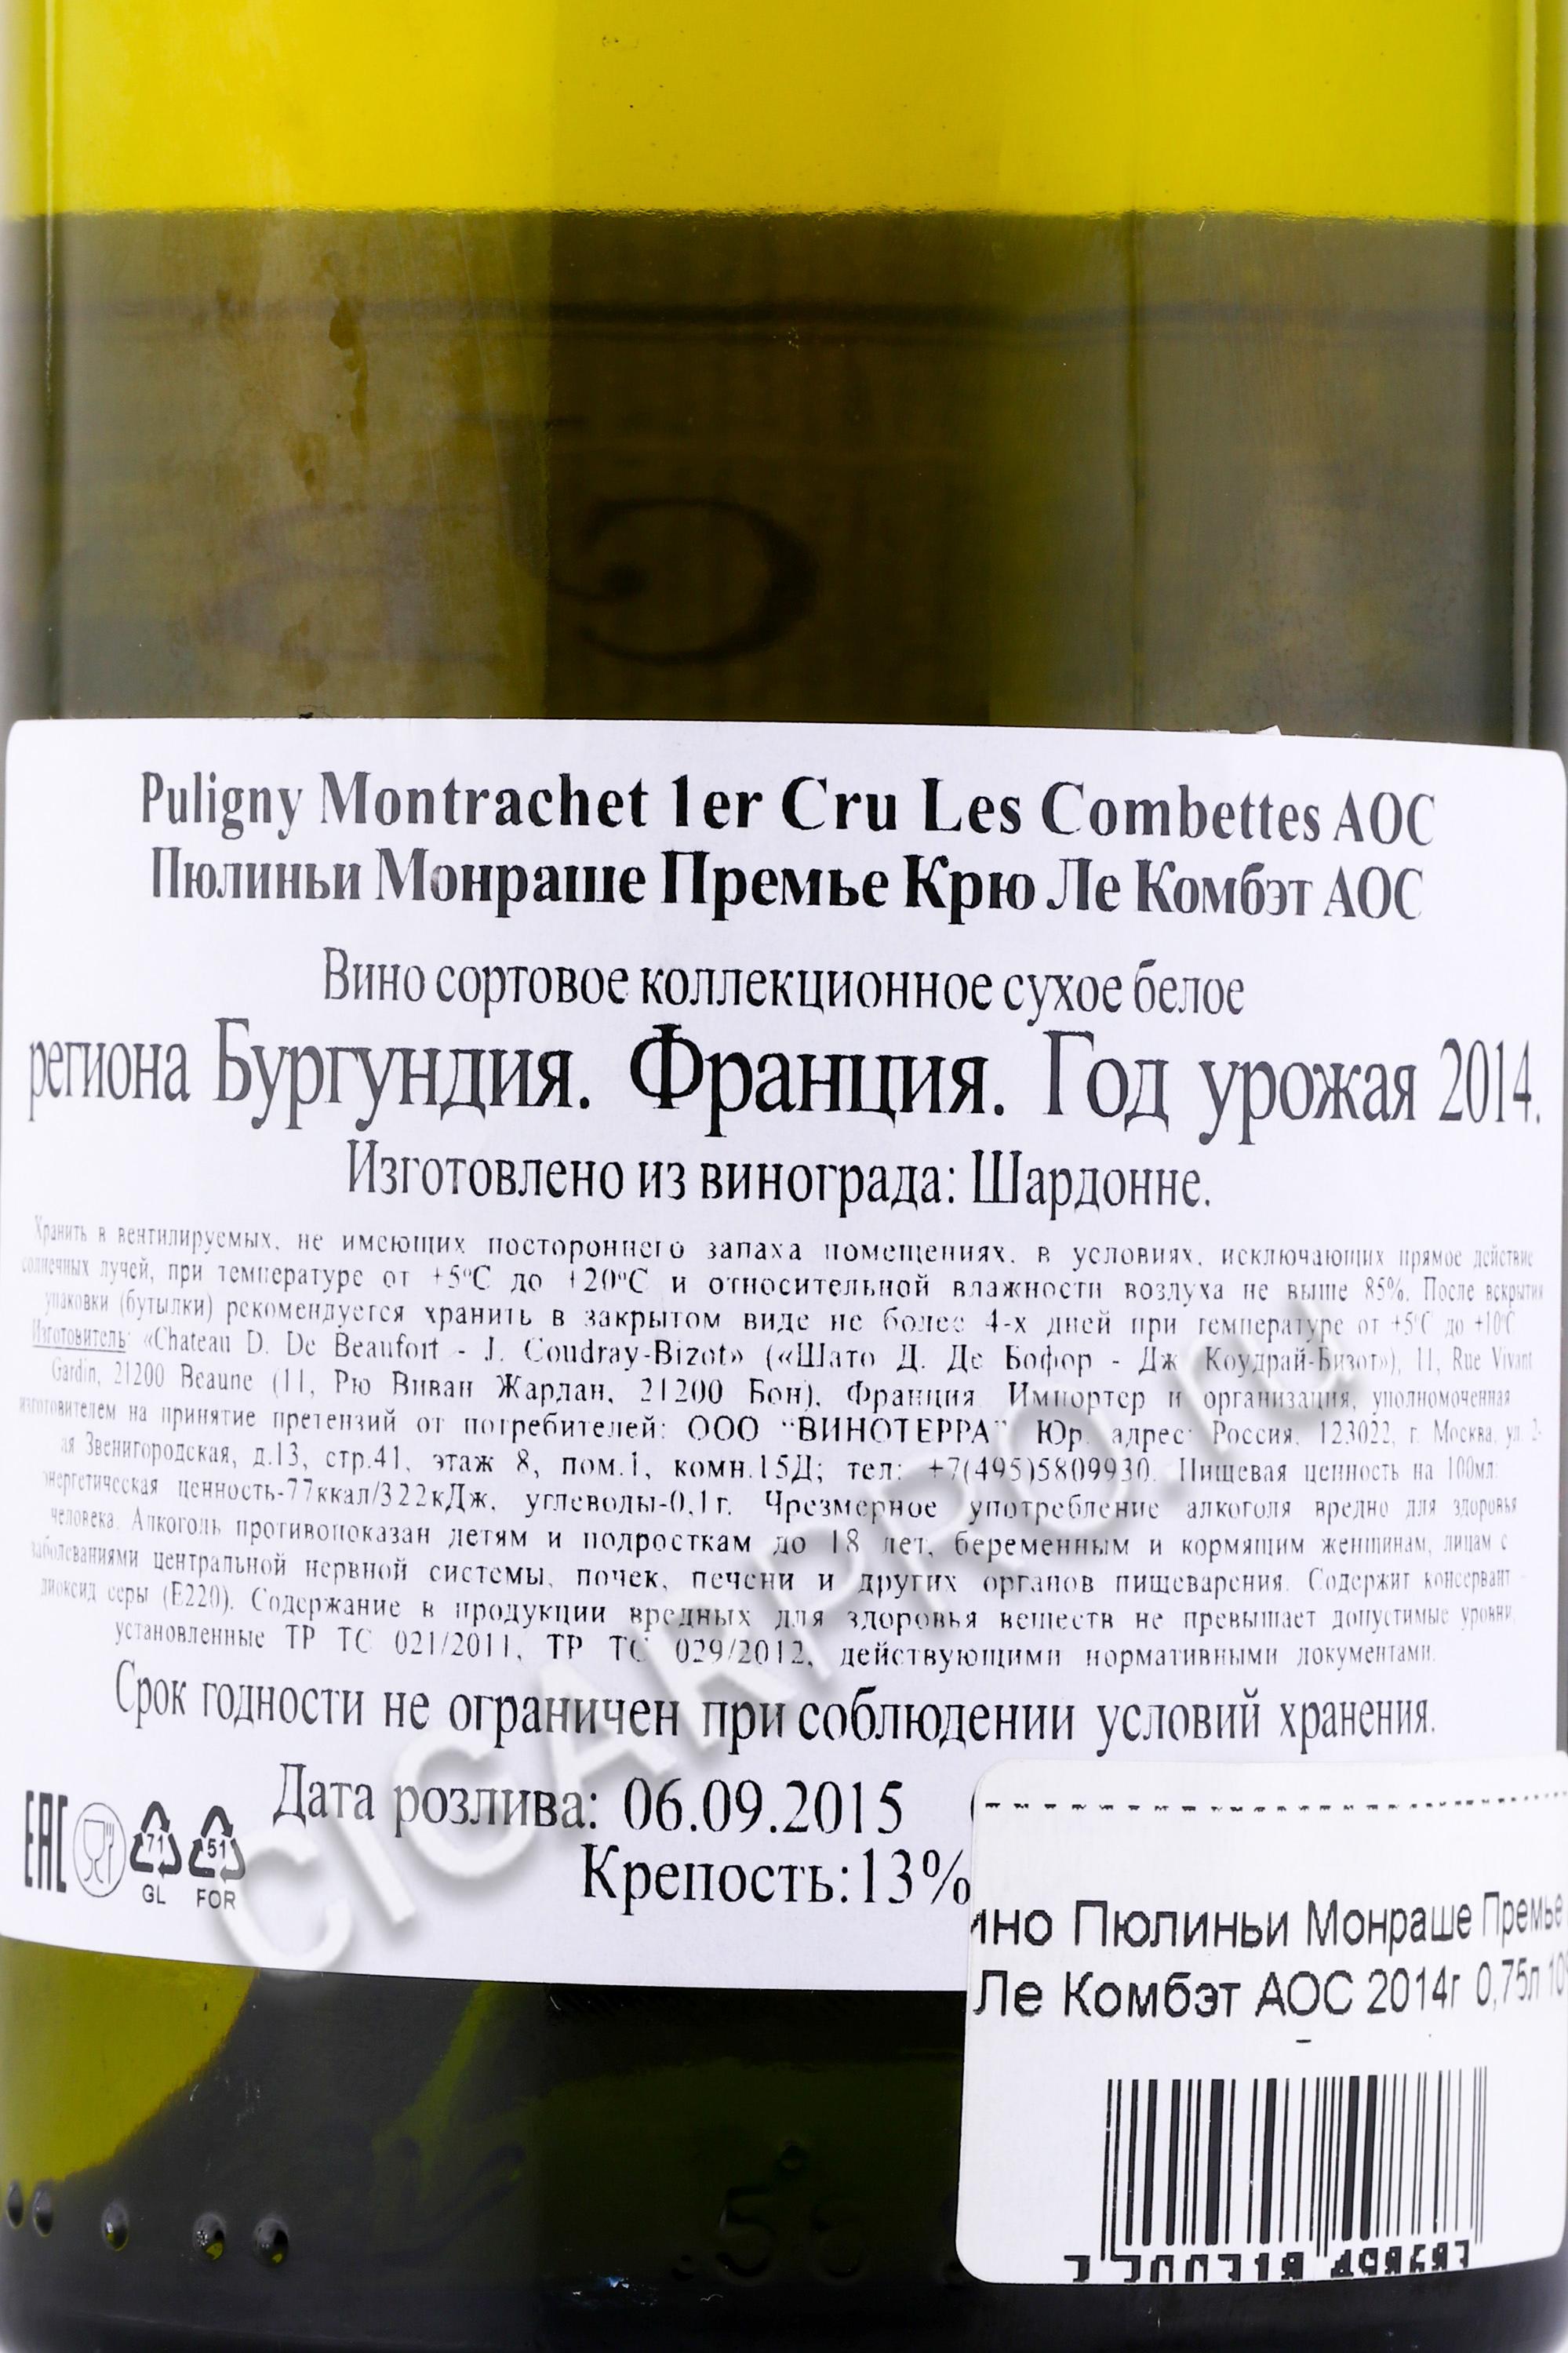 Puligny Montrachet 1er Cru Les Combettes AOC
Пюлиньи Монраше Премье Крю Ле Комбэт АОС
Вино сортовое коллекционное сухое белое
региона Бургундия. Франция. Год урожая 2014.
Изготовлено из винограда: Шардонне.
Хранить в вентилируемых, не имеющих постороннего запаха помещениях, в условиях, исключающих прямое действие
солнечных лучей, при температуре от +5ºC до +20ºC и относительной влажности воздуха не выше 85%. После вскрытия
упаковки (бутылки) рекомендуется хранить в закрытом виде не более 4-х дней при температуре от +5ºC до +10ºC
Изготовитель: «Chateau D. De Beaufort - J. Coudray-Bizot» («Шато Д. Де Бофор - Дж Коудрай-Бизот»), 11, Rue Vivant
Gardin, 21200 Beaune (11, Рю Виван Жардан, 21200 Бон), Франция. Импортер и организация, уполномоченная
изготовителем на принятие претензий от потребителей: ООО "ВИНОТЕРРА" Юр. адрес: Россия, 123022, г. Москва, ул. 2-
ая Звенигородская, д.13, стр.41, этаж 8, пом.1, комн.15Д; тел: +7(495)5809930. Пищевая ценность на 100мл:
энергетическая ценность-77ккал/322кДж, углеводы-0,1г. Чрезмерное употребление алкоголя вредно для здоровья
человека. Алкоголь противопоказан детям и подросткам до 18 лет, беременным и кормящим женщинам, лицам с
заболеваниями центральной нервной системы, почек, печени и других органов пищеварения. Содержит консервант -
диоксид серы (E220). Содержание в продукции вредных для здоровья веществ не превышает допустимые уровни,
установленные ТР ТС 021/2011, ТР ТС 029/2012, действующими нормативными документами.
Срок годности не ограничен при соблюдении условий хранения.
Дата розлива: 06.09.2015
Крепость:13%
EAC
71
GL
51
FOR
ино Пюлиньи Монраше Премье
Ле Комбэт АОС 2014г 0,75л
CIGARPRO.ru